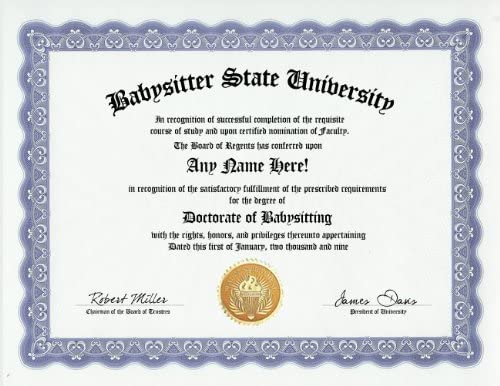 Babysitter State University
In recognition of successful completion of the requisite
course of study and upon certified nomination of Faculty.
The Board of Regents has conferred upon
Any Name Here!
in recognition of the satisfactory fulfillment of the prescribed requirements
for the degree of
Doctorate of Babysitting
with the rights, honors, and privileges thereunto appertaining
Dated this first of January, two thousand and nine
Robert Miller
Chairman of the Board of Trustees
James Davis
President of University